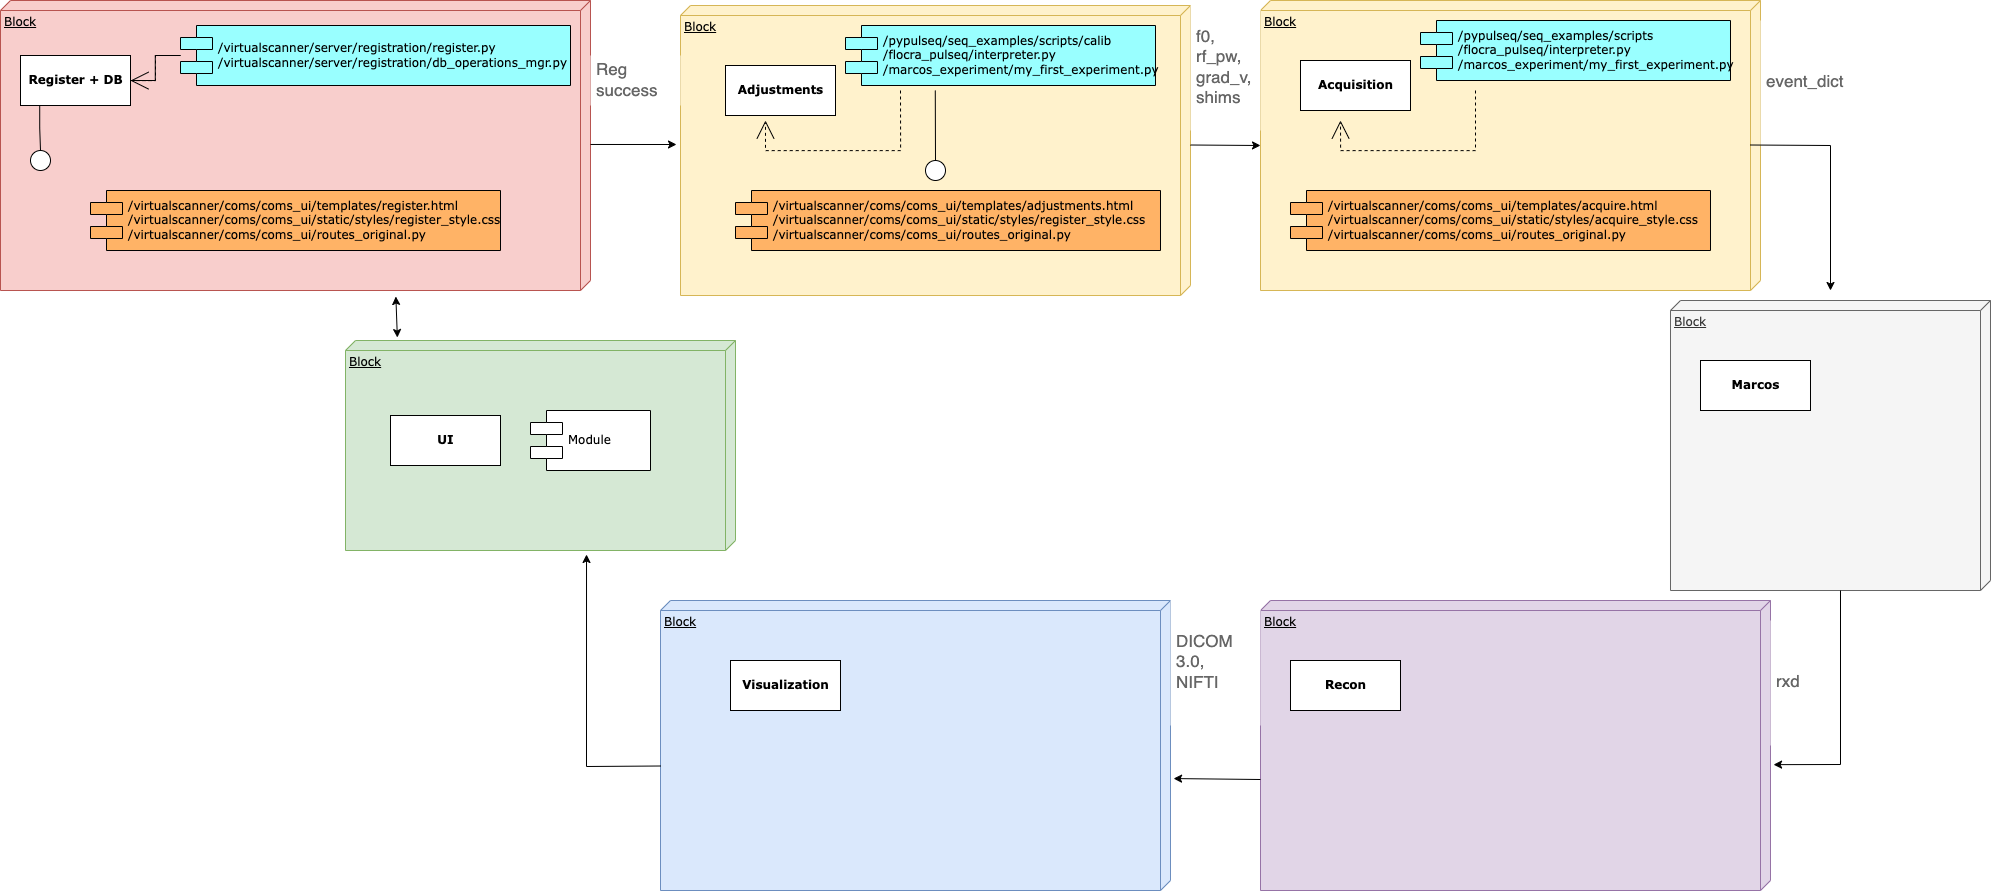 Block
Register + DB
/virtualscanner/server/registration/register.py
/virtualscanner/server/registration/db_operations_mgr.py
/virtualscanner/coms/coms_ui/templates/register.html
/virtualscanner/coms/coms_ui/static/styles/register_style.css
/virtualscanner/coms/coms_ui/routes_original.py
Reg
success
Block
Adjustments
/pypulseq/seq_examples/scripts/calib
/flocra_pulseq/interpreter.py
/marcos_experiment/my_first_experiment.py
/virtualscanner/coms/coms_ui/templates/adjustments.html
/virtualscanner/coms/coms_ui/static/styles/register_style.css
/virtualscanner/coms/coms_ui/routes_original.py
f0,
rf_pw,
grad_v,
shims
Block
Acquisition
/pypulseq/seq_examples/scripts
/flocra_pulseq/interpreter.py
/marcos_experiment/my_first_experiment.py
/virtualscanner/coms/coms_ui/templates/acquire.html
/virtualscanner/coms/coms_ui/static/styles/acquire_style.css
/virtualscanner/coms/coms_ui/routes_original.py
event_dict
Block
Marcos
Block
UI
Module
Block
Visualization
DICOM
3.0,
NIFTI
Block
Recon
rxd